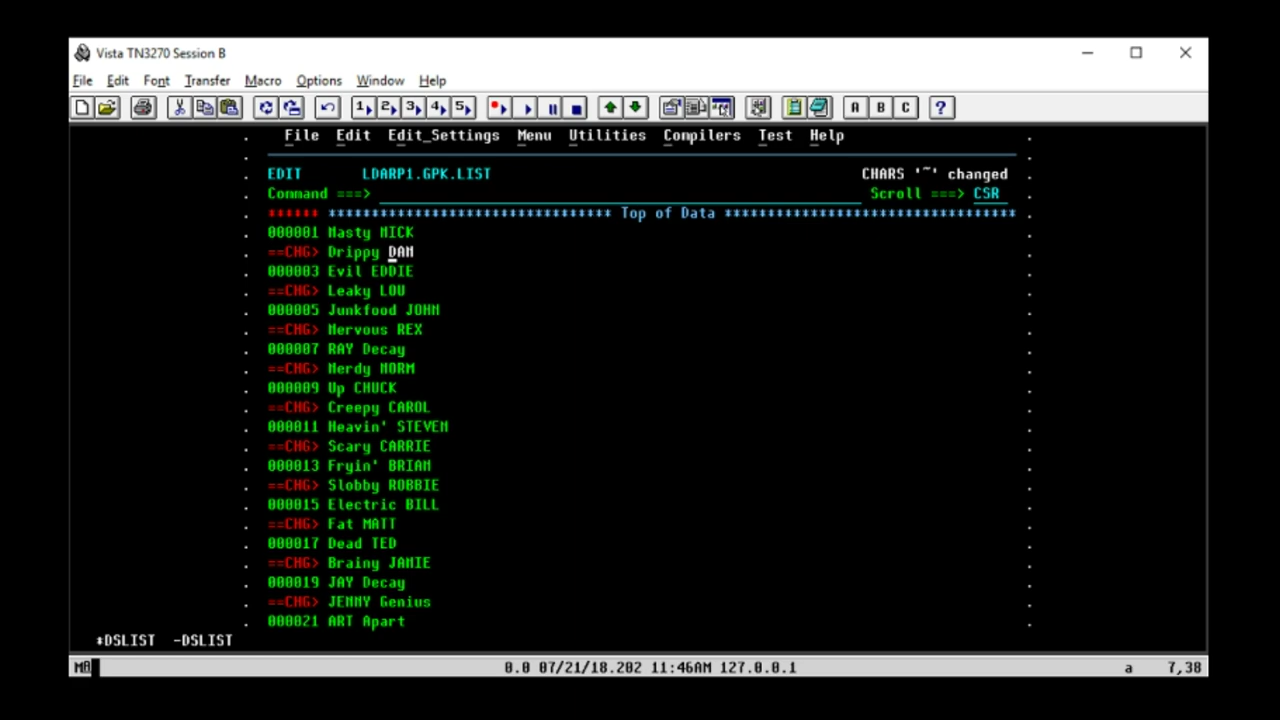 Vista TN3270 Session B
File Edit Font Transfer Macro Options Window Help
1 2 3 4 5 A B C ?
. File Edit Edit_Settings Menu Utilities Compilers Test Help .
. .
. EDIT LDARP1.GPK.LIST CHARS '~' changed .
. Command ===> Scroll ===> CSR .
. ****** ********************************* Top of Data ********************************** .
. 000001 Nasty NICK .
. ==CHG> Drippy DAN .
. 000003 Evil EDDIE .
. ==CHG> Leaky LOU .
. 000005 Junkfood JOHN .
. ==CHG> Nervous REX .
. 000007 RAY Decay .
. ==CHG> Nerdy NORM .
. 000009 Up CHUCK .
. ==CHG> Creepy CAROL .
. 000011 Heavin' STEVEN .
. ==CHG> Scary CARRIE .
. 000013 Fryin' BRIAN .
. ==CHG> Slobby ROBBIE .
. 000015 Electric BILL .
. ==CHG> Fat MATT .
. 000017 Dead TED .
. ==CHG> Brainy JANIE .
. 000019 JAY Decay .
. ==CHG> JENNY Genius .
. 000021 ART Apart .
*DSLIST -DSLIST
0.0 07/21/18.202 11:46AM 127.0.0.1 a 7,38